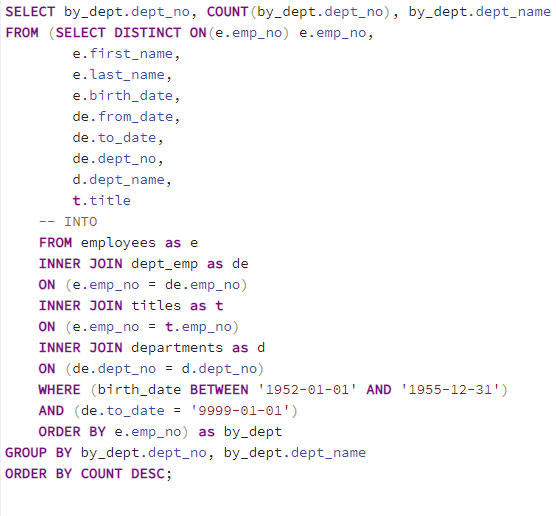 SELECT by_dept.dept_no, COUNT(by_dept.dept_no), by_dept.dept_name
FROM (SELECT DISTINCT ON(e.emp_no) e.emp_no,
        e.first_name,
        e.last_name,
        e.birth_date,
        de.from_date,
        de.to_date,
        de.dept_no,
        d.dept_name,
        t.title
    -- INTO
    FROM employees as e
    INNER JOIN dept_emp as de
    ON (e.emp_no = de.emp_no)
    INNER JOIN titles as t
    ON (e.emp_no = t.emp_no)
    INNER JOIN departments as d
    ON (de.dept_no = d.dept_no)
    WHERE (birth_date BETWEEN '1952-01-01' AND '1955-12-31')
    AND (de.to_date = '9999-01-01')
    ORDER BY e.emp_no) as by_dept
GROUP BY by_dept.dept_no, by_dept.dept_name
ORDER BY COUNT DESC;